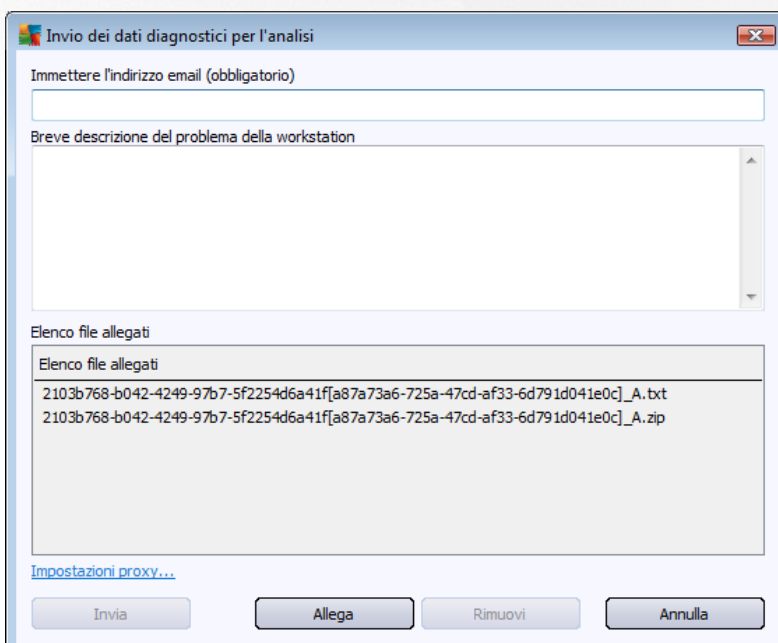 Invio dei dati diagnostici per l'analisi
Immettere l'indirizzo email (obbligatorio)
Breve descrizione del problema della workstation
Elenco file allegati
Elenco file allegati
2103b768-b042-4249-97b7-5f2254d6a41f[a87a73a6-725a-47cd-af33-6d791d041e0c]_A.txt
2103b768-b042-4249-97b7-5f2254d6a41f[a87a73a6-725a-47cd-af33-6d791d041e0c]_A.zip
Impostazioni proxy...
Invia Allega Rimuovi Annulla